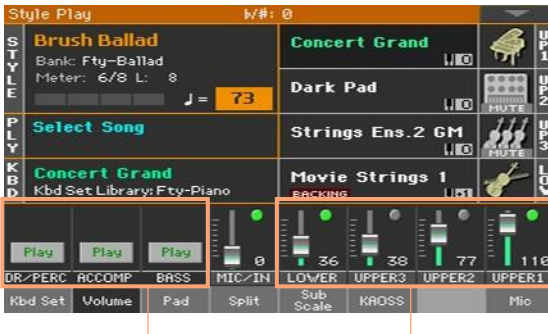 Style Play ♭/#: 0
STYLE
Brush Ballad
Bank: Fty-Ballad
Meter: 6/8 L: 8
♩= 73
Concert Grand
0
UP1
Dark Pad
0
MUTE
UP2
PLY
Select Song
Strings Ens.2 GM
0
MUTE
UP3
KBD
Concert Grand
Kbd Set Library: Fty-Piano
Movie Strings 1
BACKING
LOW
Play Play Play 0 36 38 77 110
DR/PERC ACCOMP BASS MIC/IN LOWER UPPER3 UPPER2 UPPER1
Kbd Set Volume Pad Split Sub Scale KAOSS Mic